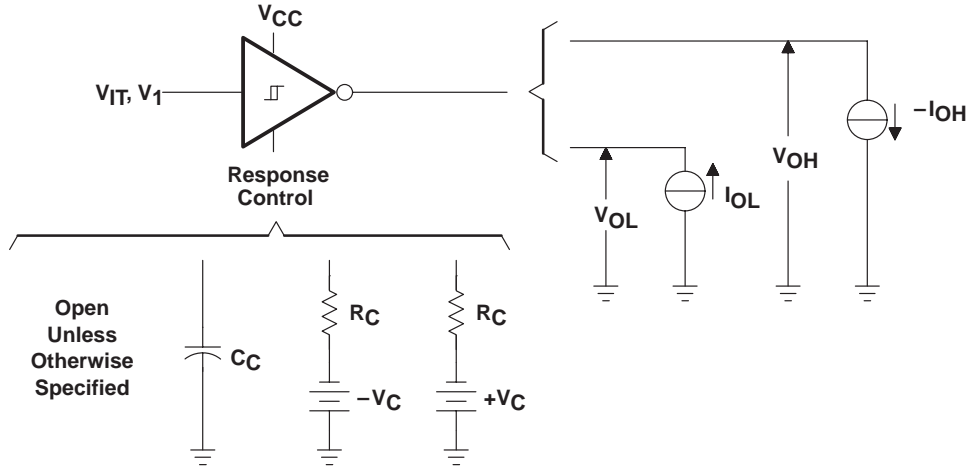 VCC
VIT, V1
Response
Control
–IOH
VOH
IOL
VOL
Open
Unless
Otherwise
Specified
CC
RC
–VC
RC
+VC